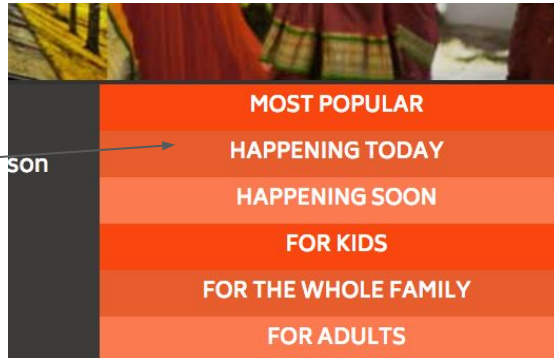 MOST POPULAR
son
HAPPENING TODAY
HAPPENING SOON
FOR KIDS
FOR THE WHOLE FAMILY
FOR ADULTS